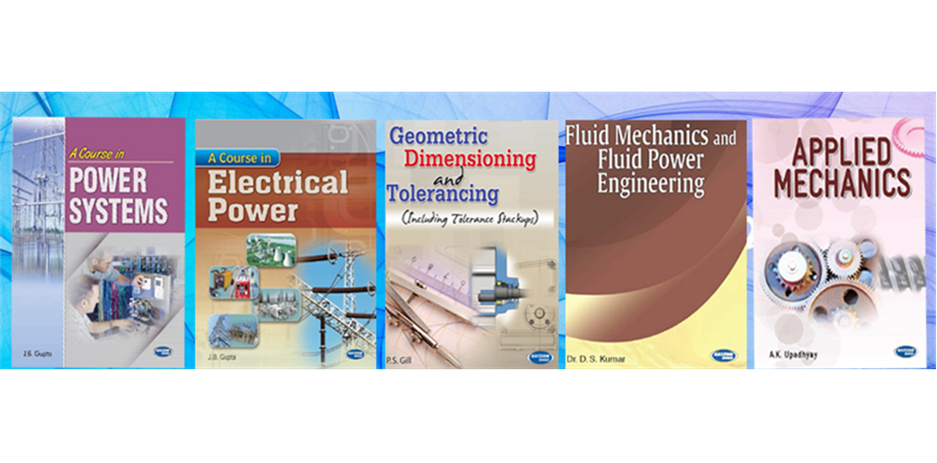 A Course in
POWER
SYSTEMS
J.B. Gupta
A Course in
Electrical
Power
J.B. Gupta
Geometric
Dimensioning
and
Tolerancing
(Including Tolerance Stackups)
P.S. Gill
Fluid Mechanics and
Fluid Power
Engineering
Dr. D. S. Kumar
APPLIED
MECHANICS
A.K. Upadhyay